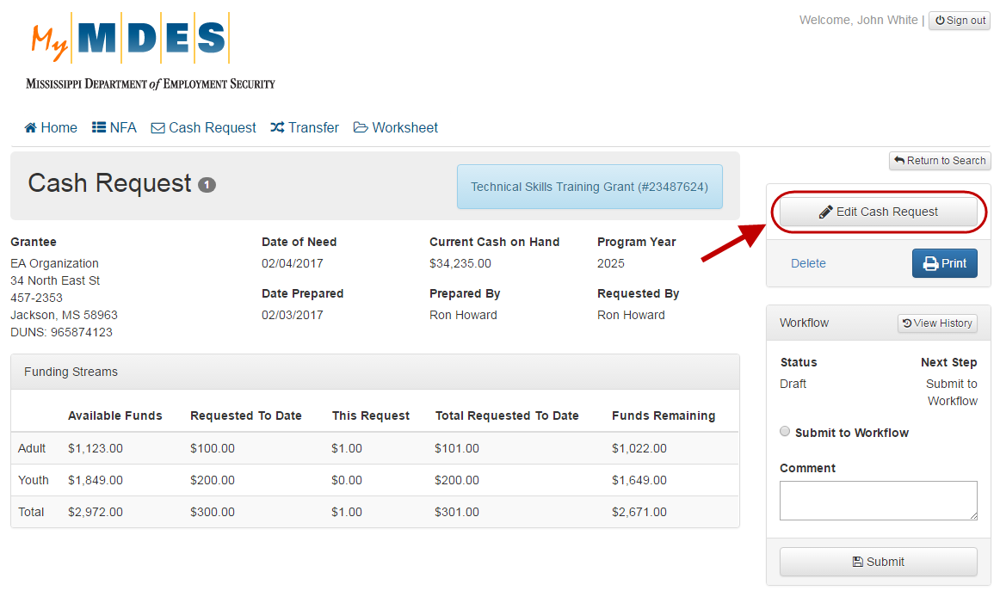 Welcome, John White | Sign out
My MDES
Mississippi Department of Employment Security
Home NFA Cash Request Transfer Worksheet
Return to Search
Cash Request 1
Technical Skills Training Grant (#23487624)
Edit Cash Request
Delete Print
Grantee
EA Organization
34 North East St
457-2353
Jackson, MS 58963
DUNS: 965874123
Date of Need
02/04/2017
Date Prepared
02/03/2017
Current Cash on Hand
$34,235.00
Prepared By
Ron Howard
Program Year
2025
Requested By
Ron Howard
Funding Streams
Available Funds Requested To Date This Request Total Requested To Date Funds Remaining
Adult $1,123.00 $100.00 $1.00 $101.00 $1,022.00
Youth $1,849.00 $200.00 $0.00 $200.00 $1,649.00
Total $2,972.00 $300.00 $1.00 $301.00 $2,671.00
Workflow View History
Status Next Step
Draft Submit to
Workflow
Submit to Workflow
Comment
Submit